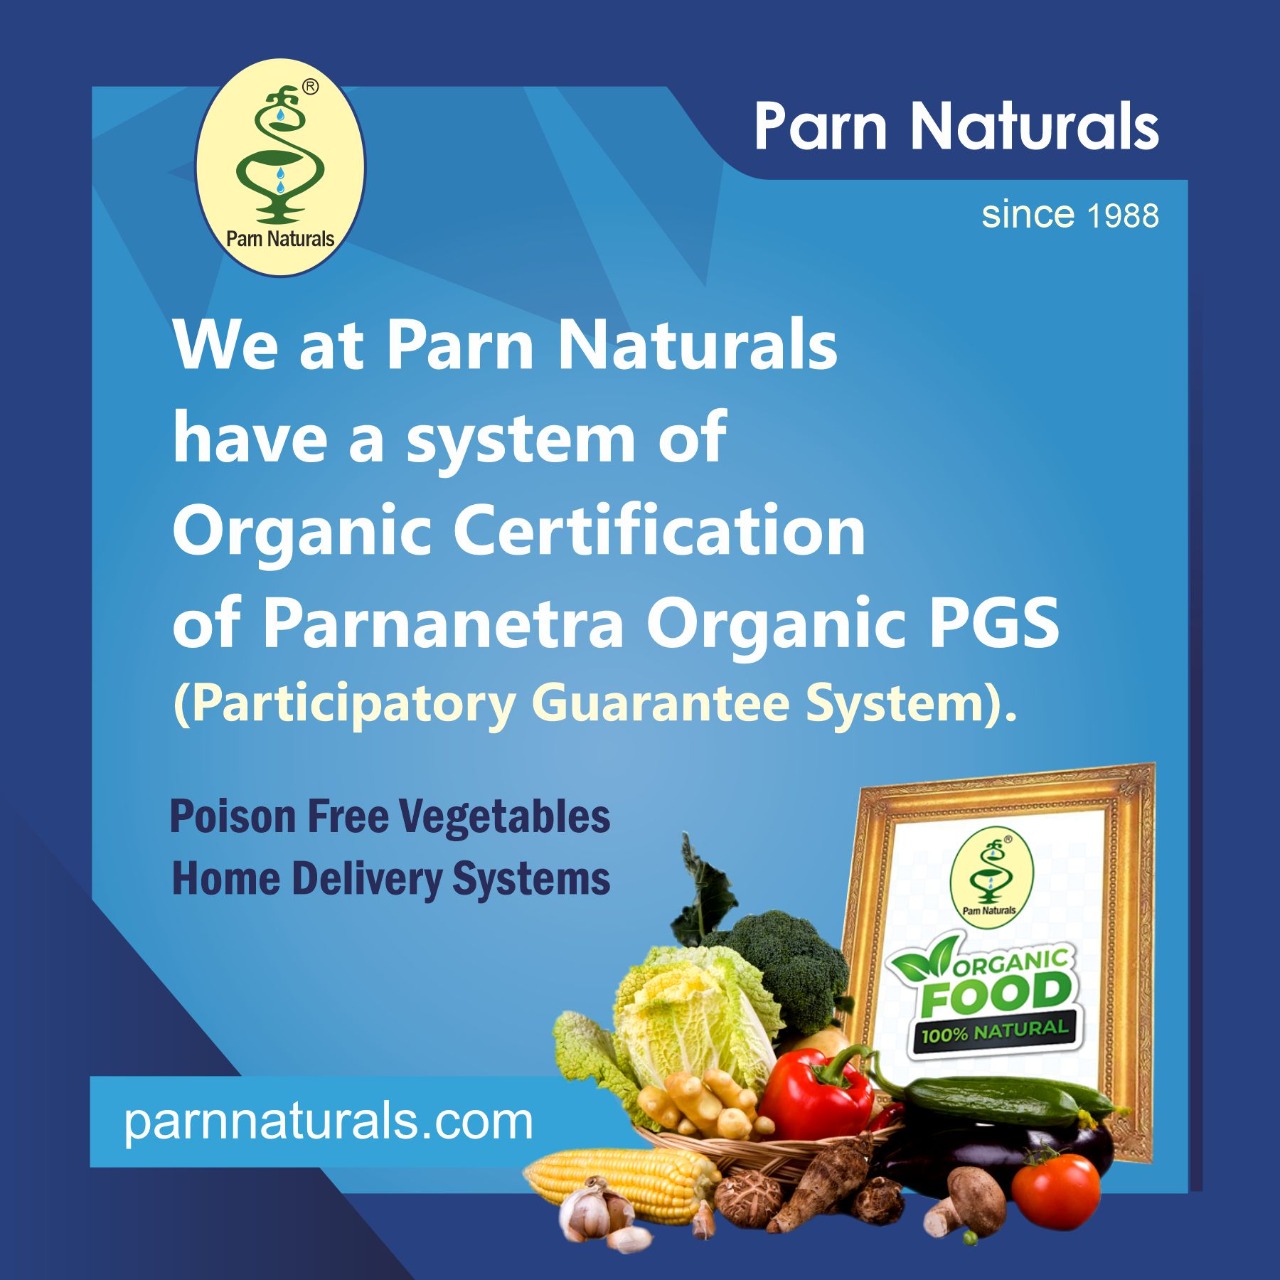 ®
Parn Naturals
Parn Naturals
since 1988
We at Parn Naturals
have a system of
Organic Certification
of Parnanetra Organic PGS
(Participatory Guarantee System).
Poison Free Vegetables
Home Delivery Systems
®
Parn Naturals
ORGANIC
FOOD
100% NATURAL
parnnaturals.com